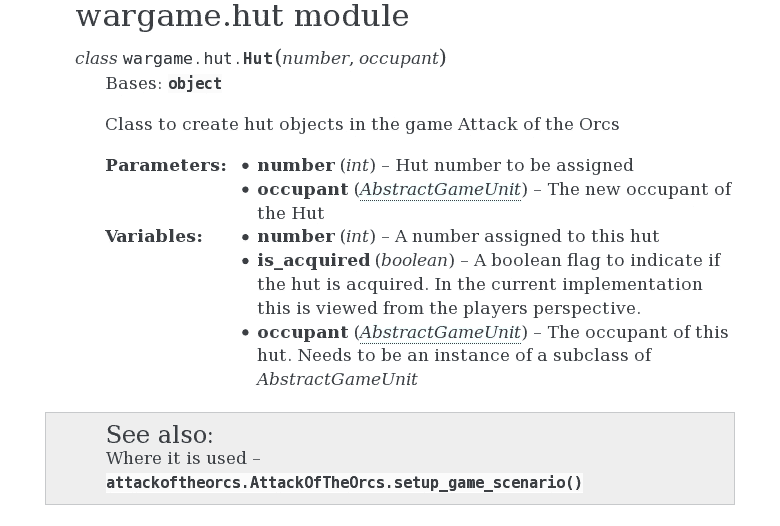 wargame.hut module
class wargame.hut.Hut(number, occupant)
Bases: object
Class to create hut objects in the game Attack of the Orcs
Parameters: • number (int) – Hut number to be assigned
• occupant (AbstractGameUnit) – The new occupant of
the Hut
Variables: • number (int) – A number assigned to this hut
• is_acquired (boolean) – A boolean flag to indicate if
the hut is acquired. In the current implementation
this is viewed from the players perspective.
• occupant (AbstractGameUnit) – The occupant of this
hut. Needs to be an instance of a subclass of
AbstractGameUnit
See also:
Where it is used –
attackoftheorcs.AttackOfTheOrcs.setup_game_scenario()